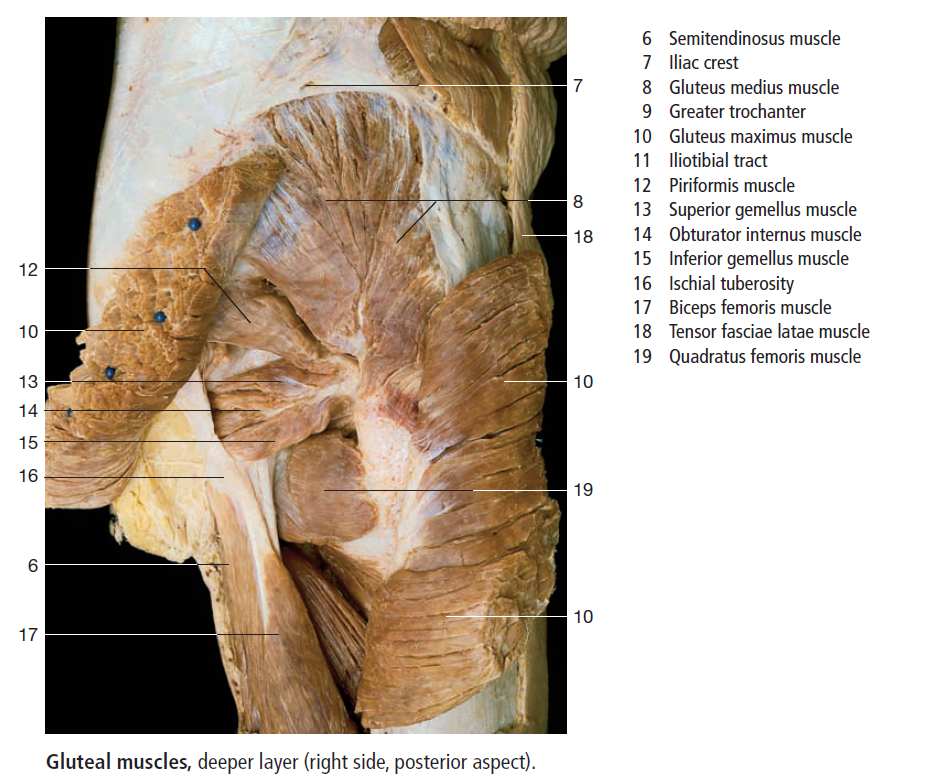 7
8
18
12
10
13
14
15
16
6
17
10
19
10
6 Semitendinosus muscle
7 Iliac crest
8 Gluteus medius muscle
9 Greater trochanter
10 Gluteus maximus muscle
11 Iliotibial tract
12 Piriformis muscle
13 Superior gemellus muscle
14 Obturator internus muscle
15 Inferior gemellus muscle
16 Ischial tuberosity
17 Biceps femoris muscle
18 Tensor fasciae latae muscle
19 Quadratus femoris muscle
Gluteal muscles, deeper layer (right side, posterior aspect).